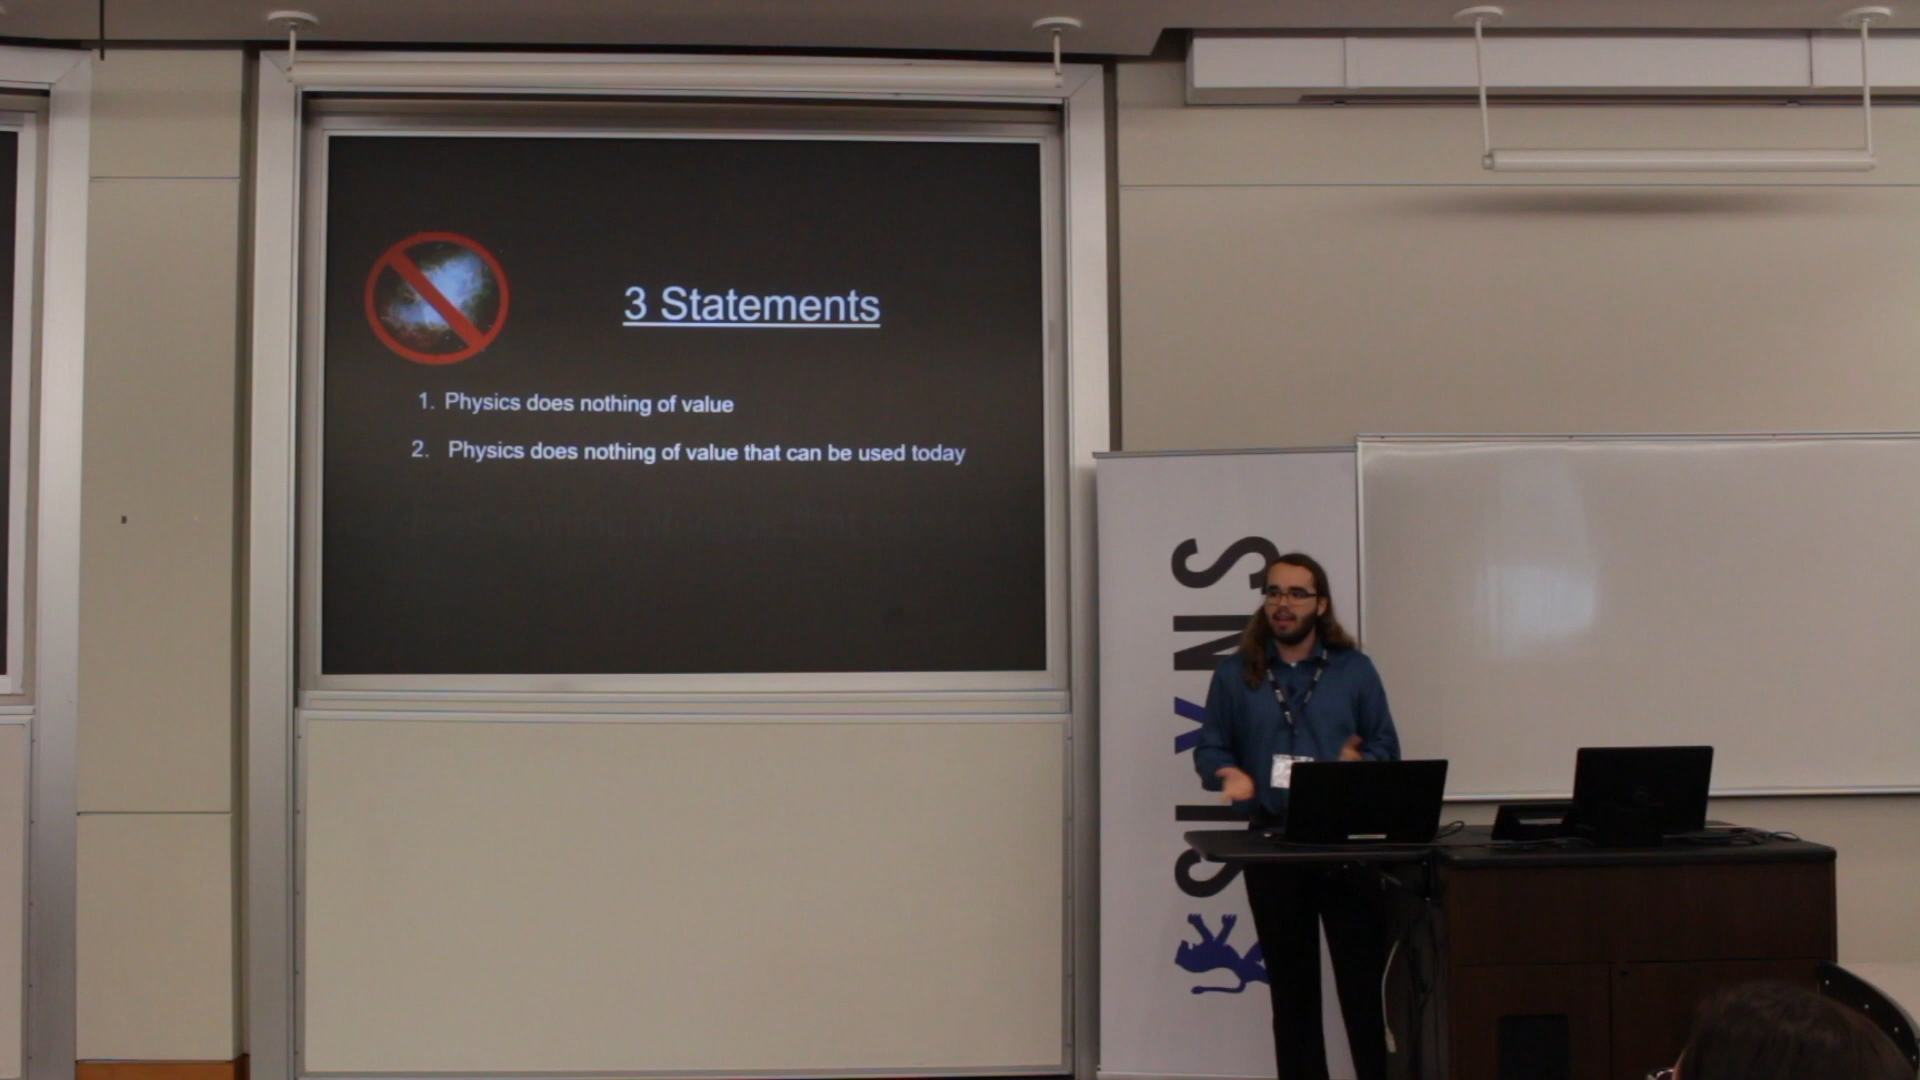 3 Statements
1. Physics does nothing of value
2. Physics does nothing of value that can be used today